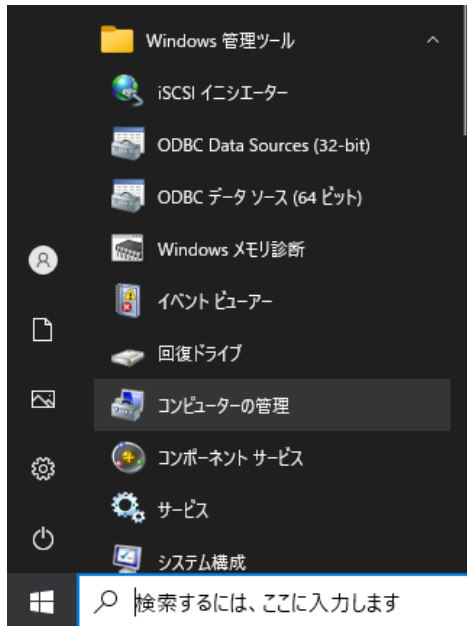 Windows 管理ツール
iSCSI イニシエーター
ODBC Data Sources (32-bit)
ODBC データ ソース (64 ビット)
Windows メモリ診断
イベント ビューアー
回復ドライブ
コンピューターの管理
コンポーネント サービス
サービス
システム構成
検索するには、ここに入力します